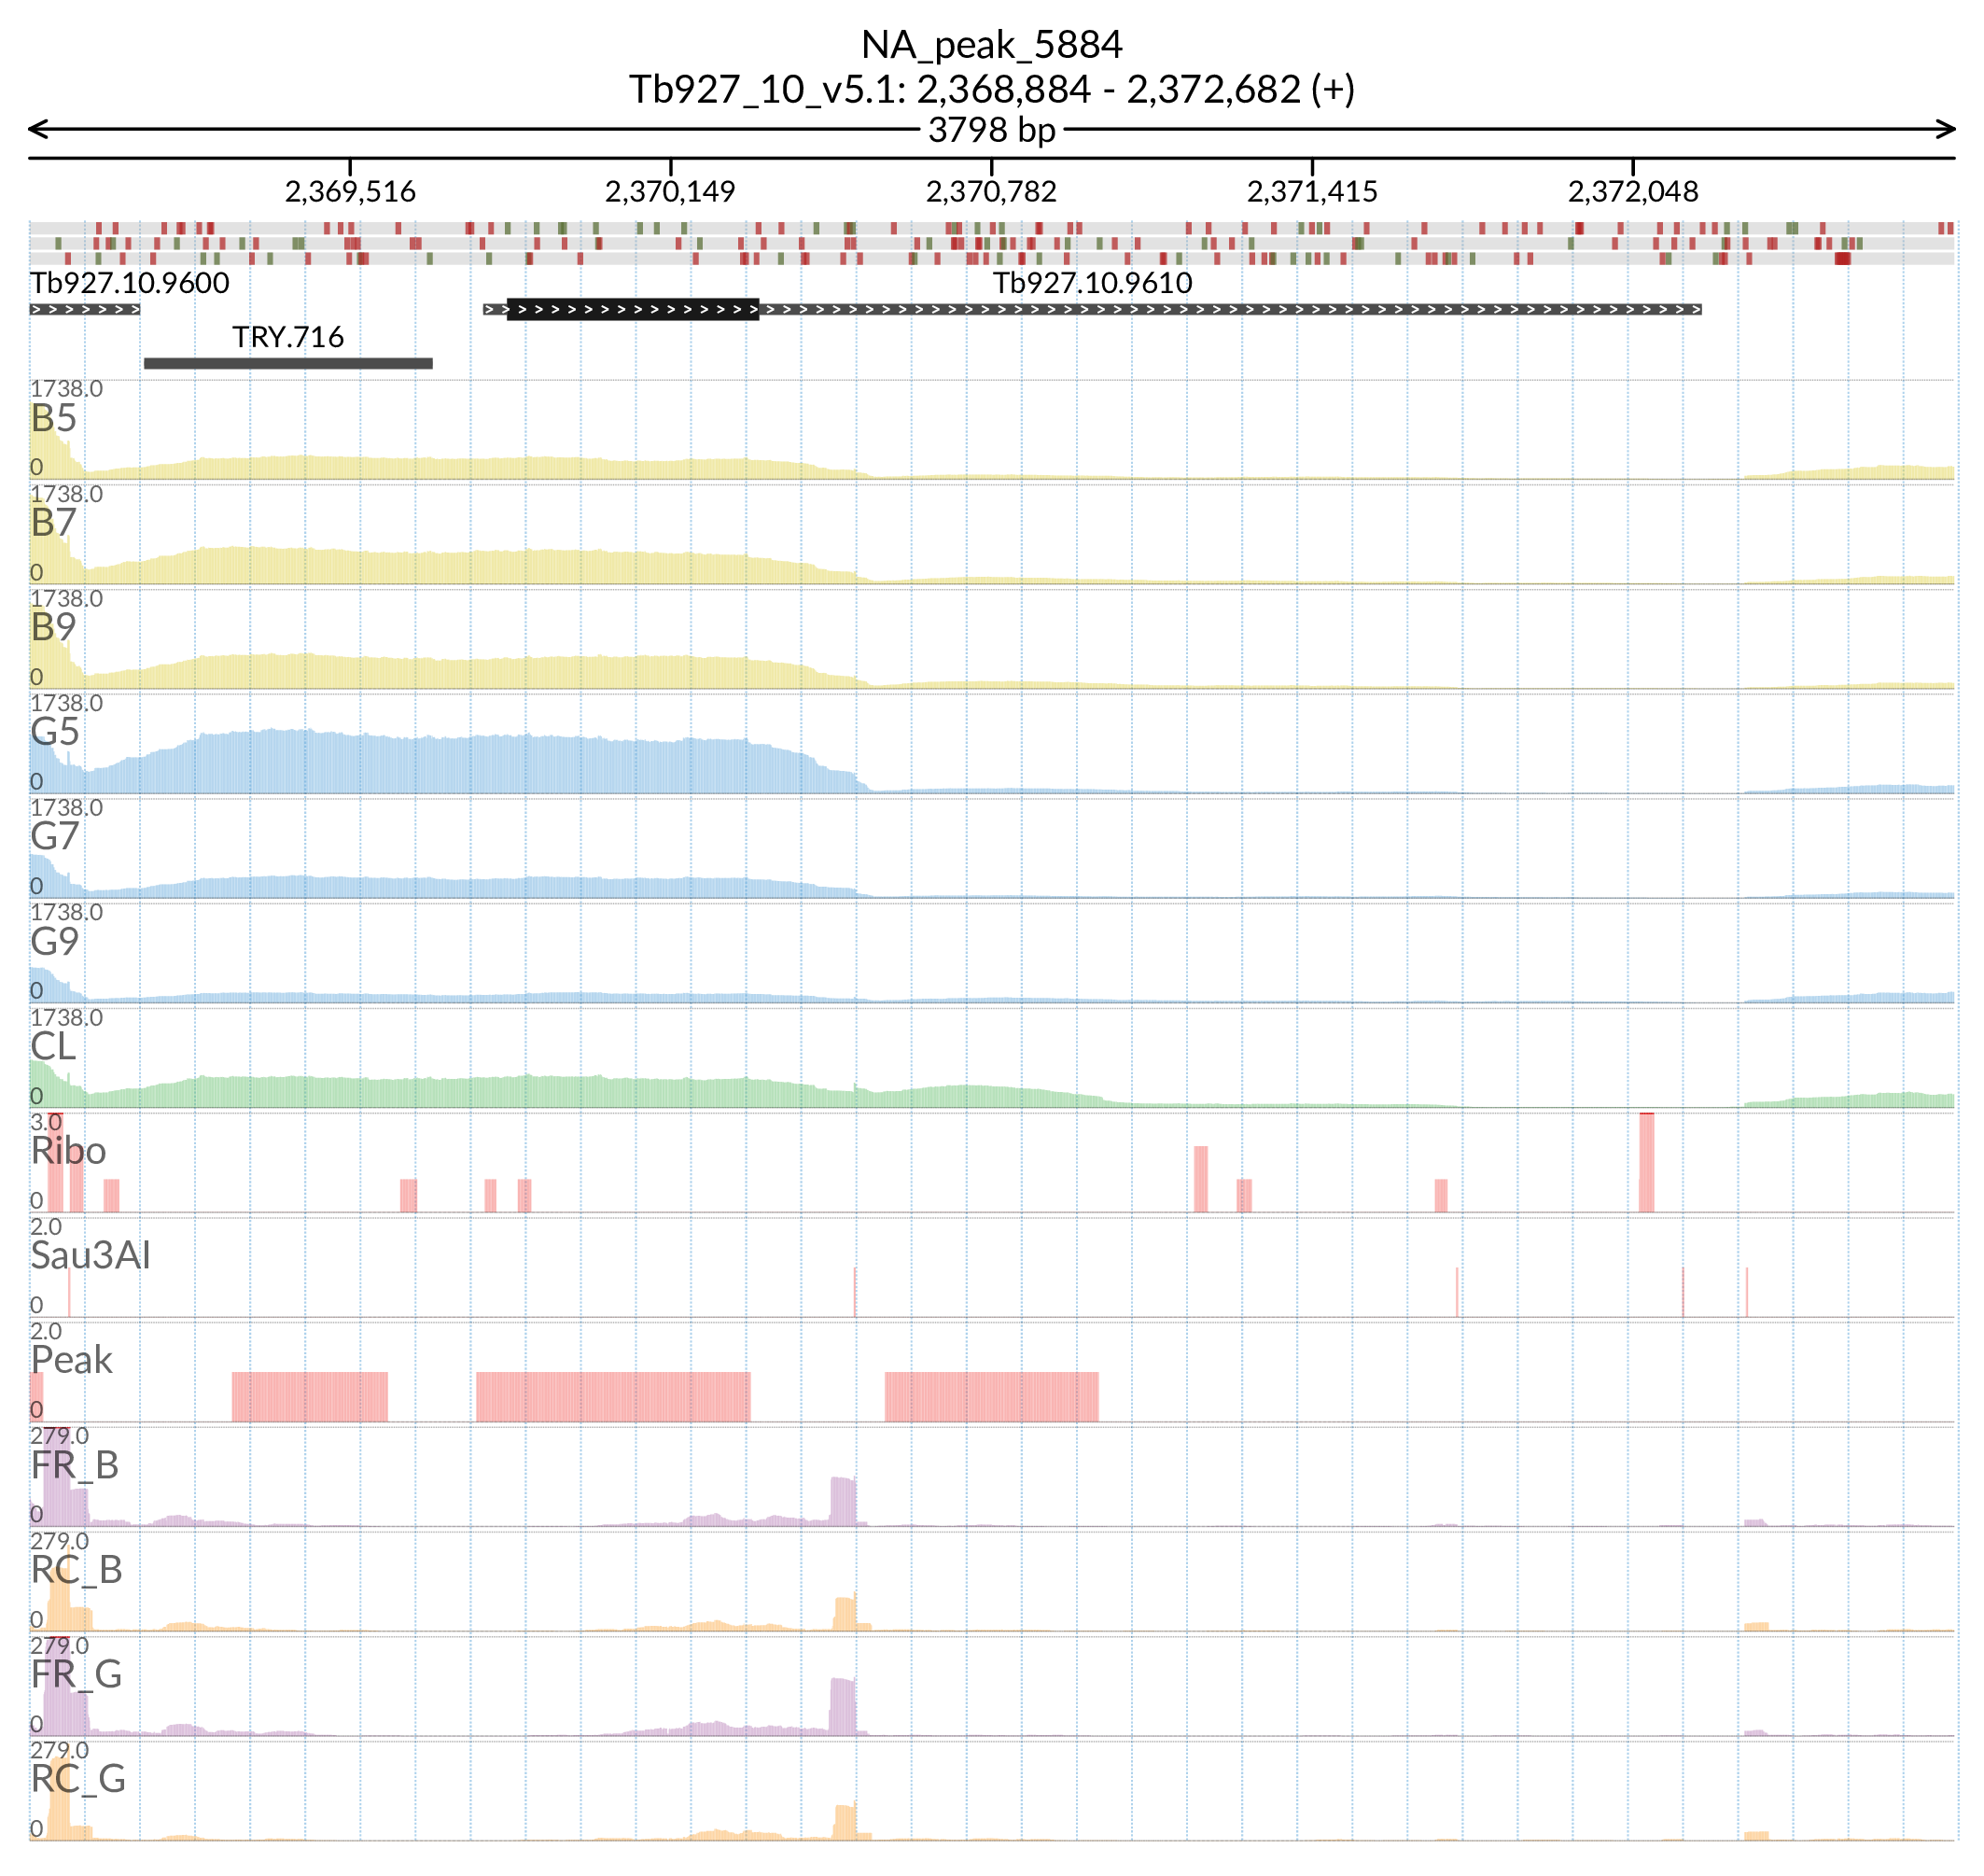 NA_peak_5884
Tb927_10_v5.1: 2,368,884 - 2,372,682 (+)
3798 bp
2,369,516 2,370,149 2,370,782 2,371,415 2,372,048
Tb927.10.9600 Tb927.10.9610
TRY.716
1738.0
B5
0
1738.0
B7
0
1738.0
B9
0
1738.0
G5
0
1738.0
G7
0
1738.0
G9
0
1738.0
CL
0
3.0
Ribo
0
2.0
Sau3AI
0
2.0
Peak
0
279.0
FR_B
0
279.0
RC_B
0
279.0
FR_G
0
279.0
RC_G
0